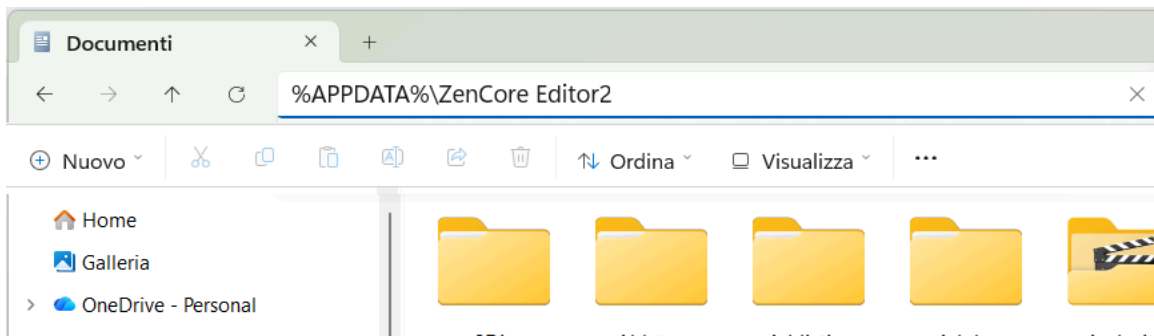 Documenti
%APPDATA%\ZenCore Editor2
Nuovo
Ordina
Visualizza
Home
Galleria
OneDrive - Personal